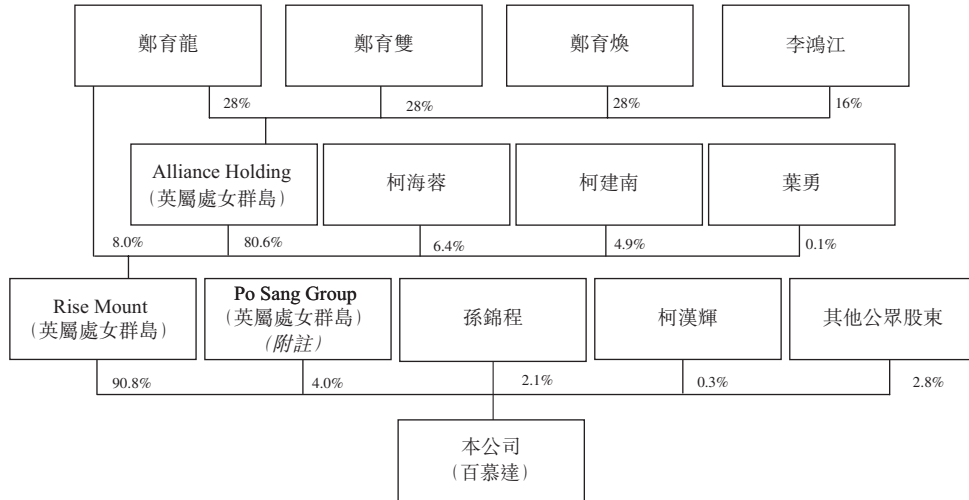 鄭育龍
鄭育雙
鄭育煥
李鴻江
28%
28%
28%
16%
Alliance Holding
(英屬處女群島)
柯海蓉
柯建南
葉勇
8.0%
80.6%
6.4%
4.9%
0.1%
Rise Mount
(英屬處女群島)
Po Sang Group
(英屬處女群島)
(附註)
孫錦程
柯漢輝
其他公眾股東
90.8%
4.0%
2.1%
0.3%
2.8%
本公司
(百慕達)